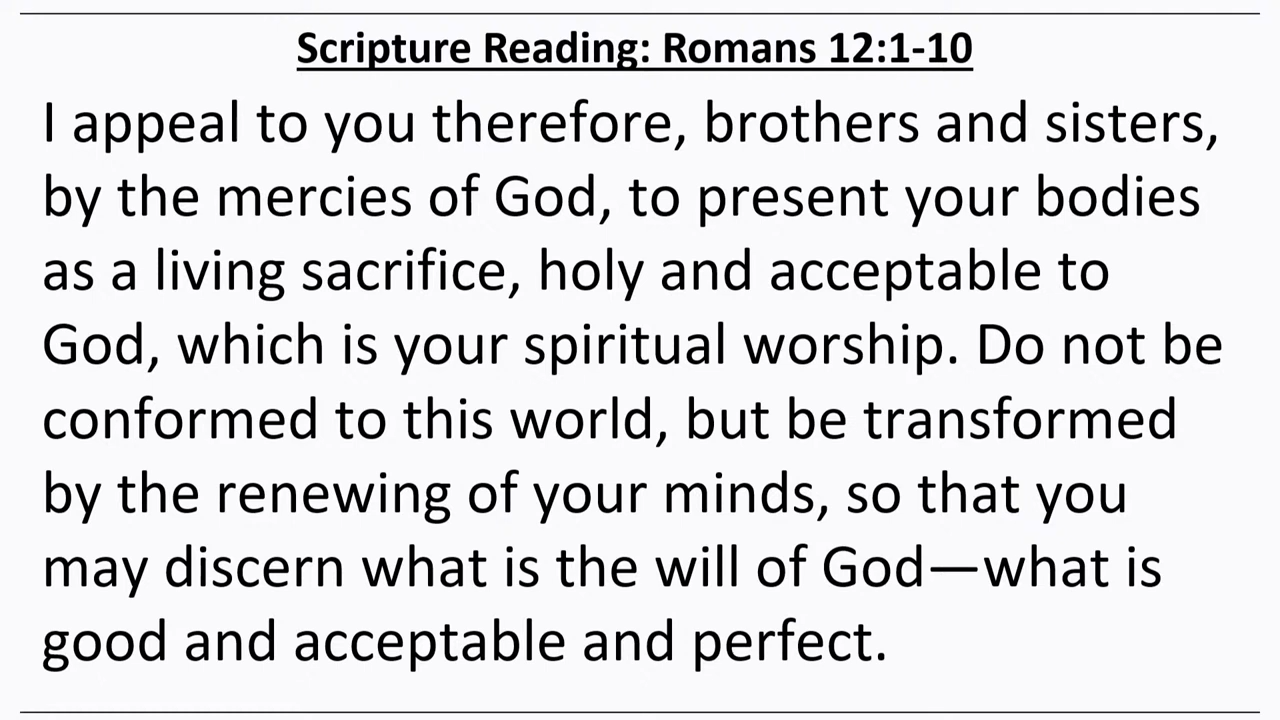 Scripture Reading: Romans 12:1-10
I appeal to you therefore, brothers and sisters,
by the mercies of God, to present your bodies
as a living sacrifice, holy and acceptable to
God, which is your spiritual worship. Do not be
conformed to this world, but be transformed
by the renewing of your minds, so that you
may discern what is the will of God—what is
good and acceptable and perfect.